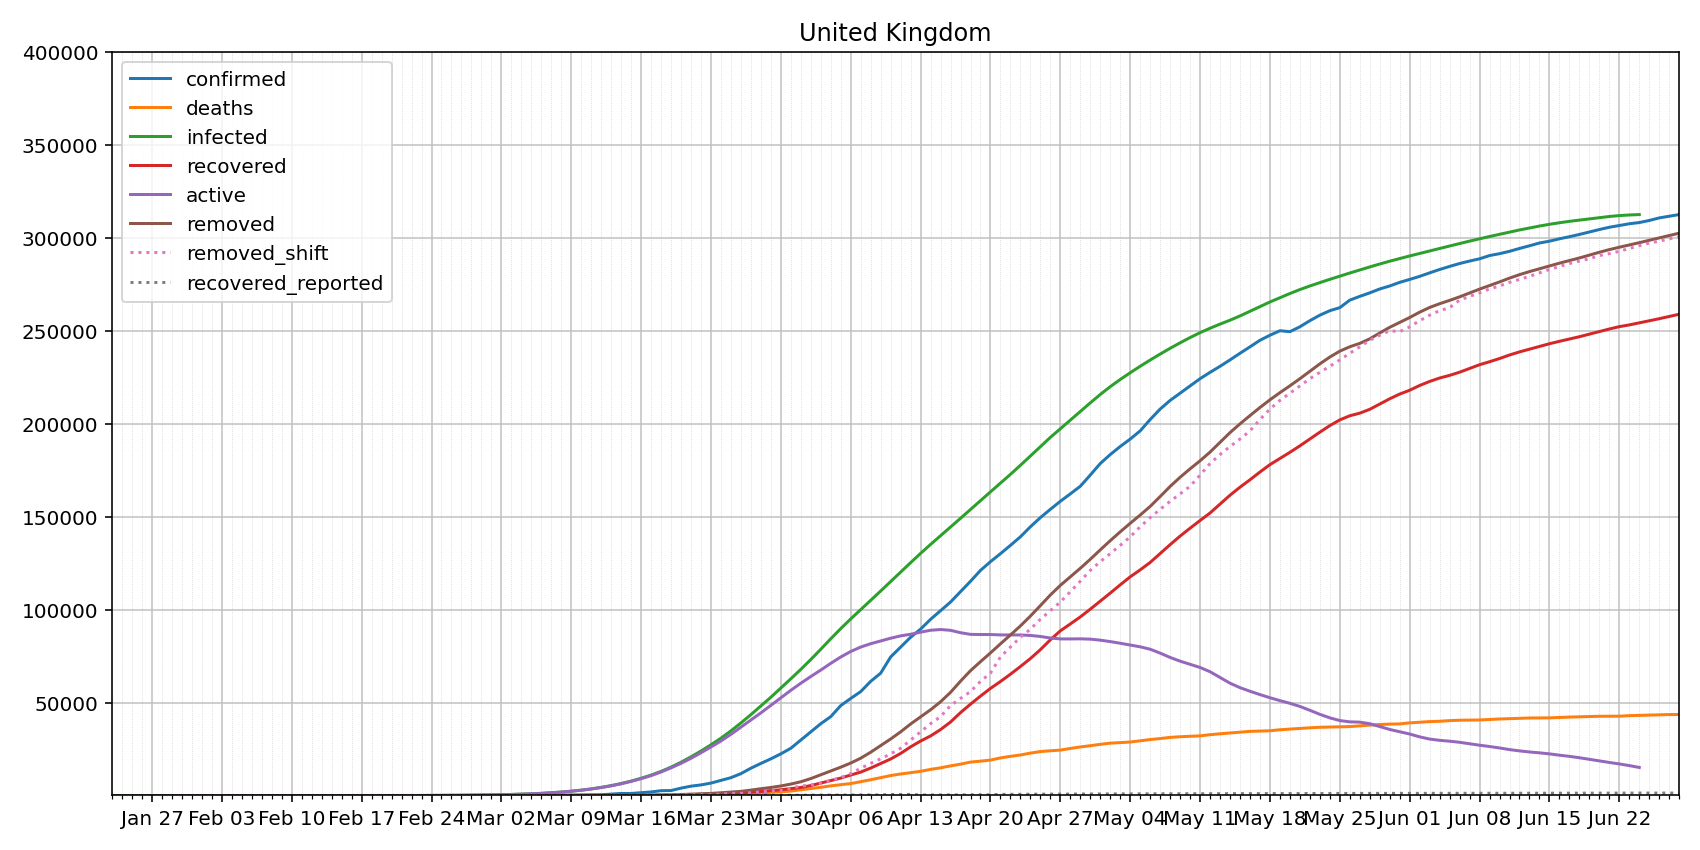 United Kingdom
400000
350000
300000
250000
200000
150000
100000
50000
confirmed
deaths
infected
recovered
active
removed
removed_shift
recovered_reported
Jan 27 Feb 03 Feb 10 Feb 17 Feb 24 Mar 02 Mar 09 Mar 16 Mar 23 Mar 30 Apr 06 Apr 13 Apr 20 Apr 27 May 04 May 11 May 18 May 25 Jun 01 Jun 08 Jun 15 Jun 22